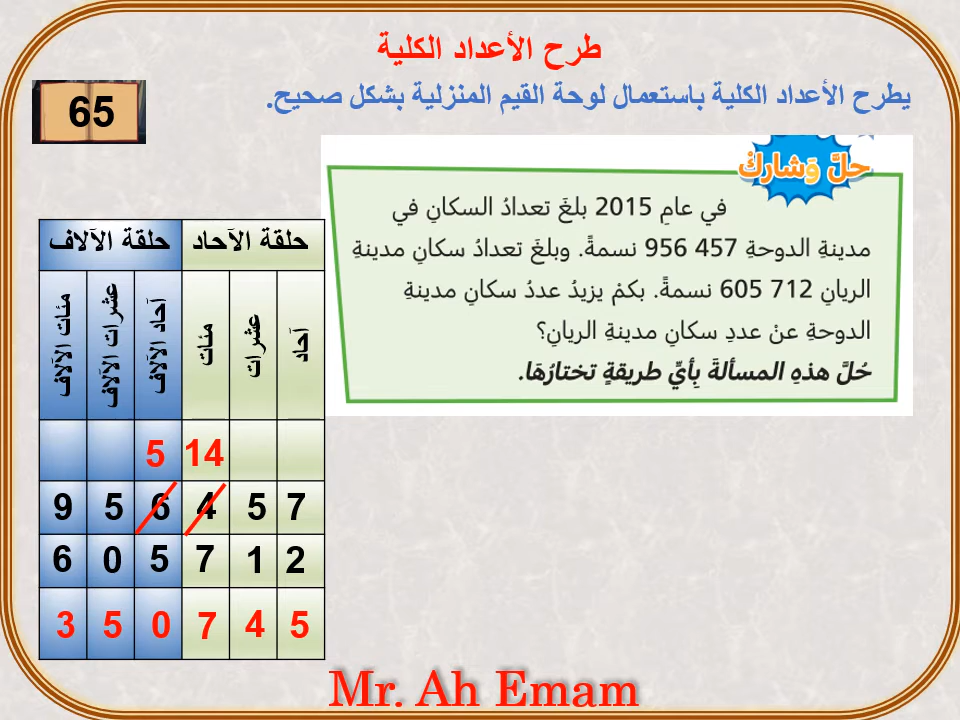 طرح الأعداد الكلية
يطرح الأعداد الكلية باستعمال لوحة القيم المنزلية بشكل صحيح.
65
حلَّ وَشارِكْ
في عامِ 2015 بلغَ تعدادُ السكانِ في
مدينةِ الدوحةِ 457 956 نسمةً. وبلغَ تعدادُ سكانِ مدينةِ
الريانِ 712 605 نسمةً. بكمْ يزيدُ عددُ سكانِ مدينةِ
الدوحةِ عنْ عددِ سكانِ مدينةِ الريانِ؟
حُلَّ هذهِ المسألةَ بِأيِّ طريقةٍ تختارُهَا.
حلقة الآحاد حلقة الآلاف
آحاد عشرات مئات آحاد الآلاف عشرات الآلاف مئات الآلاف
5 14
9 5 6 4 5 7
6 0 5 7 1 2
3 5 0 7 4 5
Mr. Ah Emam